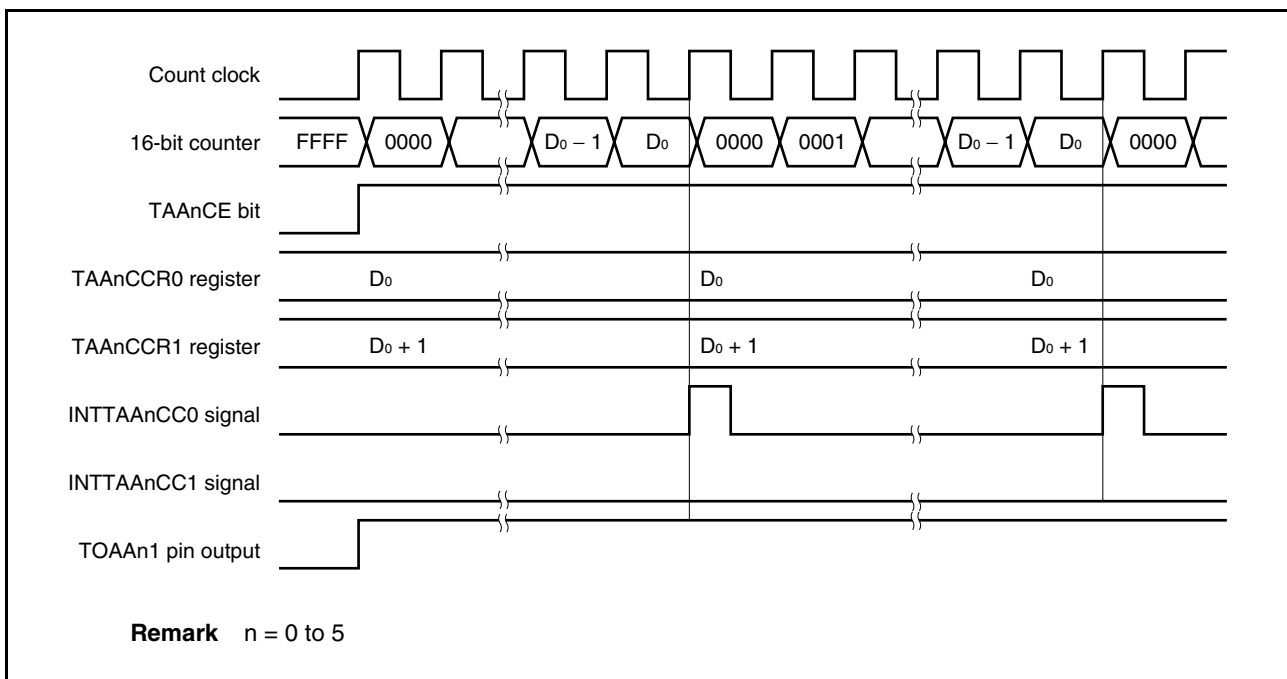 Count clock
16-bit counter FFFF 0000 D₀ − 1 D₀ 0000 0001 D₀ − 1 D₀ 0000
TAAnCE bit
TAAnCCR0 register D₀ D₀ D₀
TAAnCCR1 register D₀ + 1 D₀ + 1 D₀ + 1
INTTAAnCC0 signal
INTTAAnCC1 signal
TOAAn1 pin output
Remark n = 0 to 5